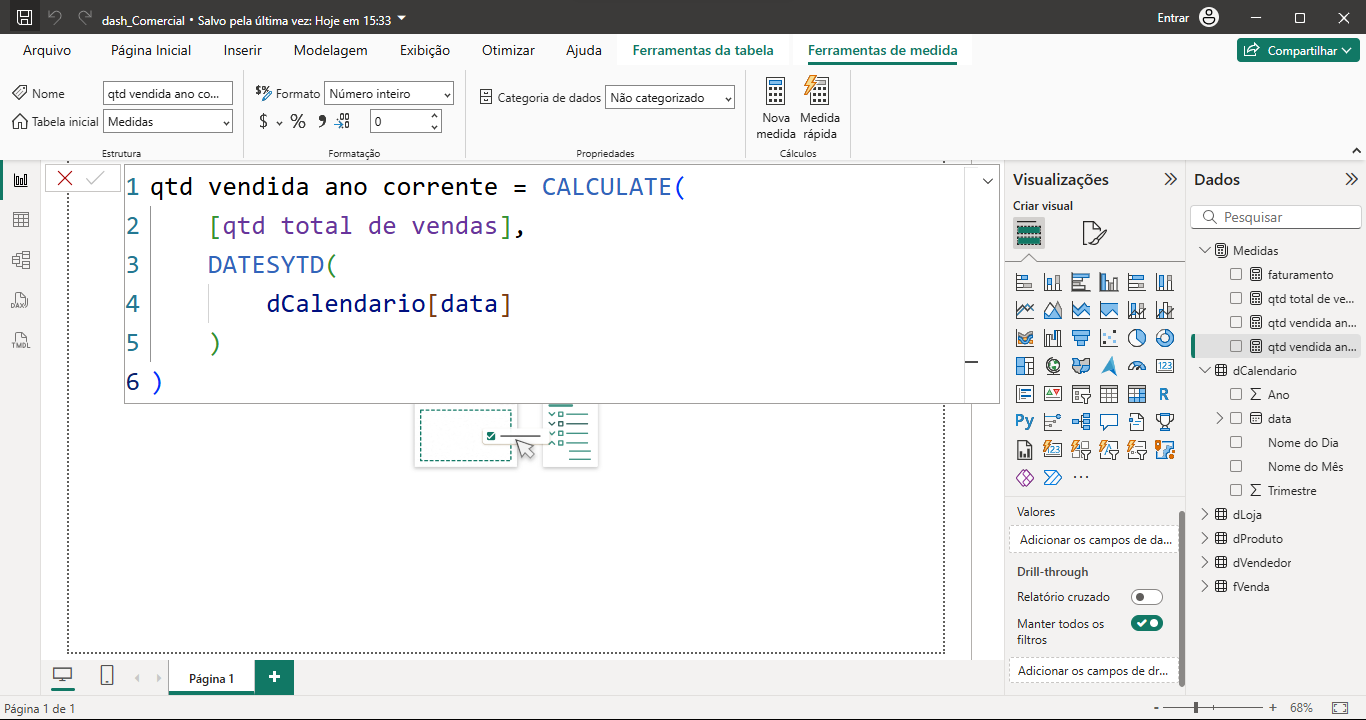 dash_Comercial • Salvo pela última vez: Hoje em 15:33
Entrar
Arquivo
Página Inicial
Inserir
Modelagem
Exibição
Otimizar
Ajuda
Ferramentas da tabela
Ferramentas de medida
Compartilhar
Nome
qtd vendida ano co...
Tabela inicial
Medidas
Estrutura
$% Formato
Número inteiro
$ % 9 .00
0
Formatação
Categoria de dados
Não categorizado
Propriedades
Nova medida
Medida rápida
Cálculos
1 qtd vendida ano corrente = CALCULATE(
2 [qtd total de vendas],
3 DATESYTD(
4 dCalendario[data]
5 )
6 )
DAX
TMDL
Visualizações
Criar visual
123
R
Py
123
...
Valores
Adicionar os campos de da...
Drill-through
Relatório cruzado
Manter todos os
filtros
Adicionar os campos de dr...
Dados
Pesquisar
Medidas
faturamento
qtd total de ve...
qtd vendida an...
qtd vendida an...
dCalendario
Ano
data
Nome do Dia
Nome do Mês
Trimestre
dLoja
dProduto
dVendedor
fVenda
Página 1
+
Página 1 de 1
- + 68%